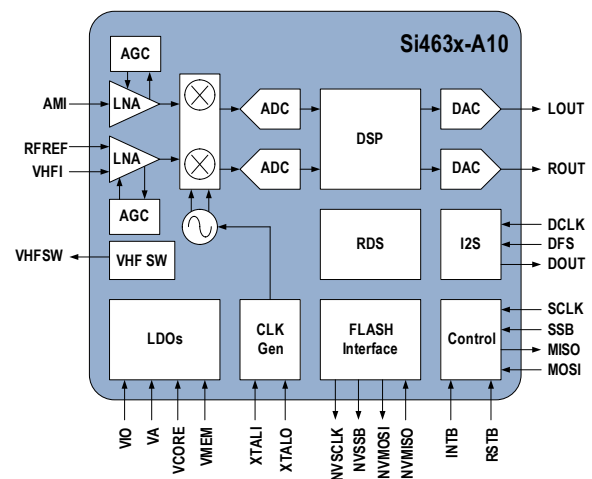 Si463x-A10
AGC
AMI
LNA
ADC
DAC
LOUT
RFREF
VHFI
LNA
DSP
ADC
DAC
ROUT
AGC
VHFSW
VHF SW
RDS
I2S
DCLK
DFS
DOUT
LDOs
CLK
Gen
FLASH
Interface
Control
SCLK
SSB
MISO
MOSI
VIO
VA
VCORE
VMEM
XTALI
XTALO
NVSCLK
NVSSB
NVMOSI
NVMISO
INTB
RSTB